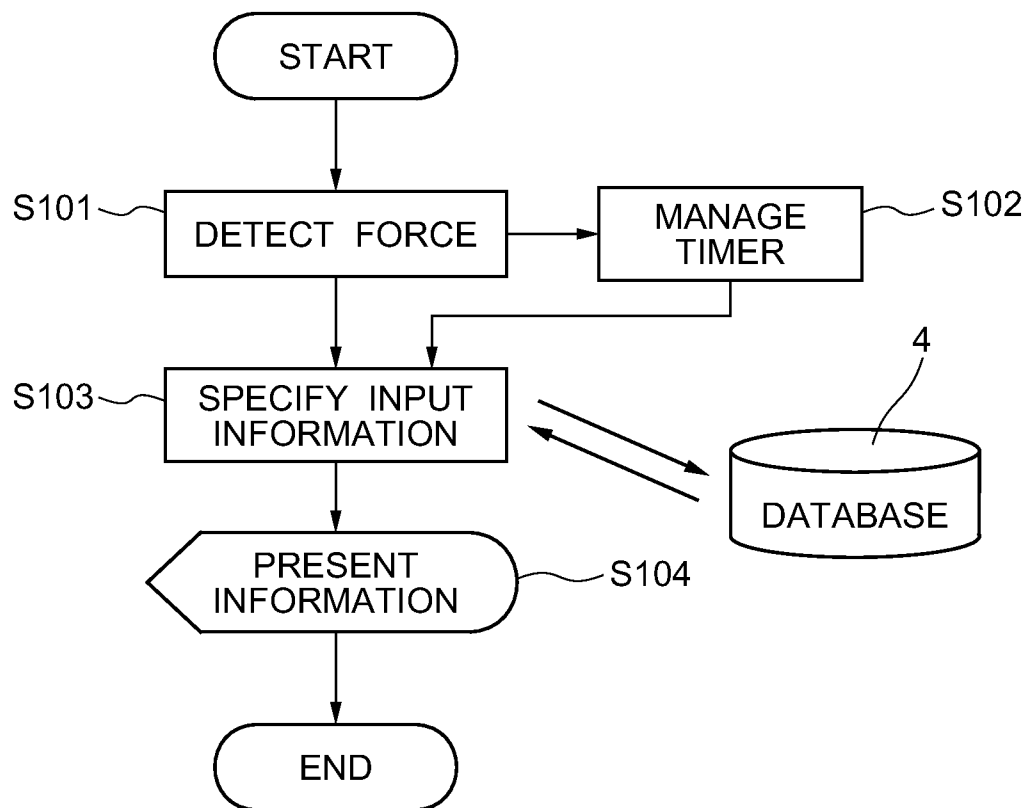 START
S101
DETECT FORCE
MANAGE
TIMER
S102
S103
SPECIFY INPUT
INFORMATION
4
DATABASE
PRESENT
INFORMATION
S104
END